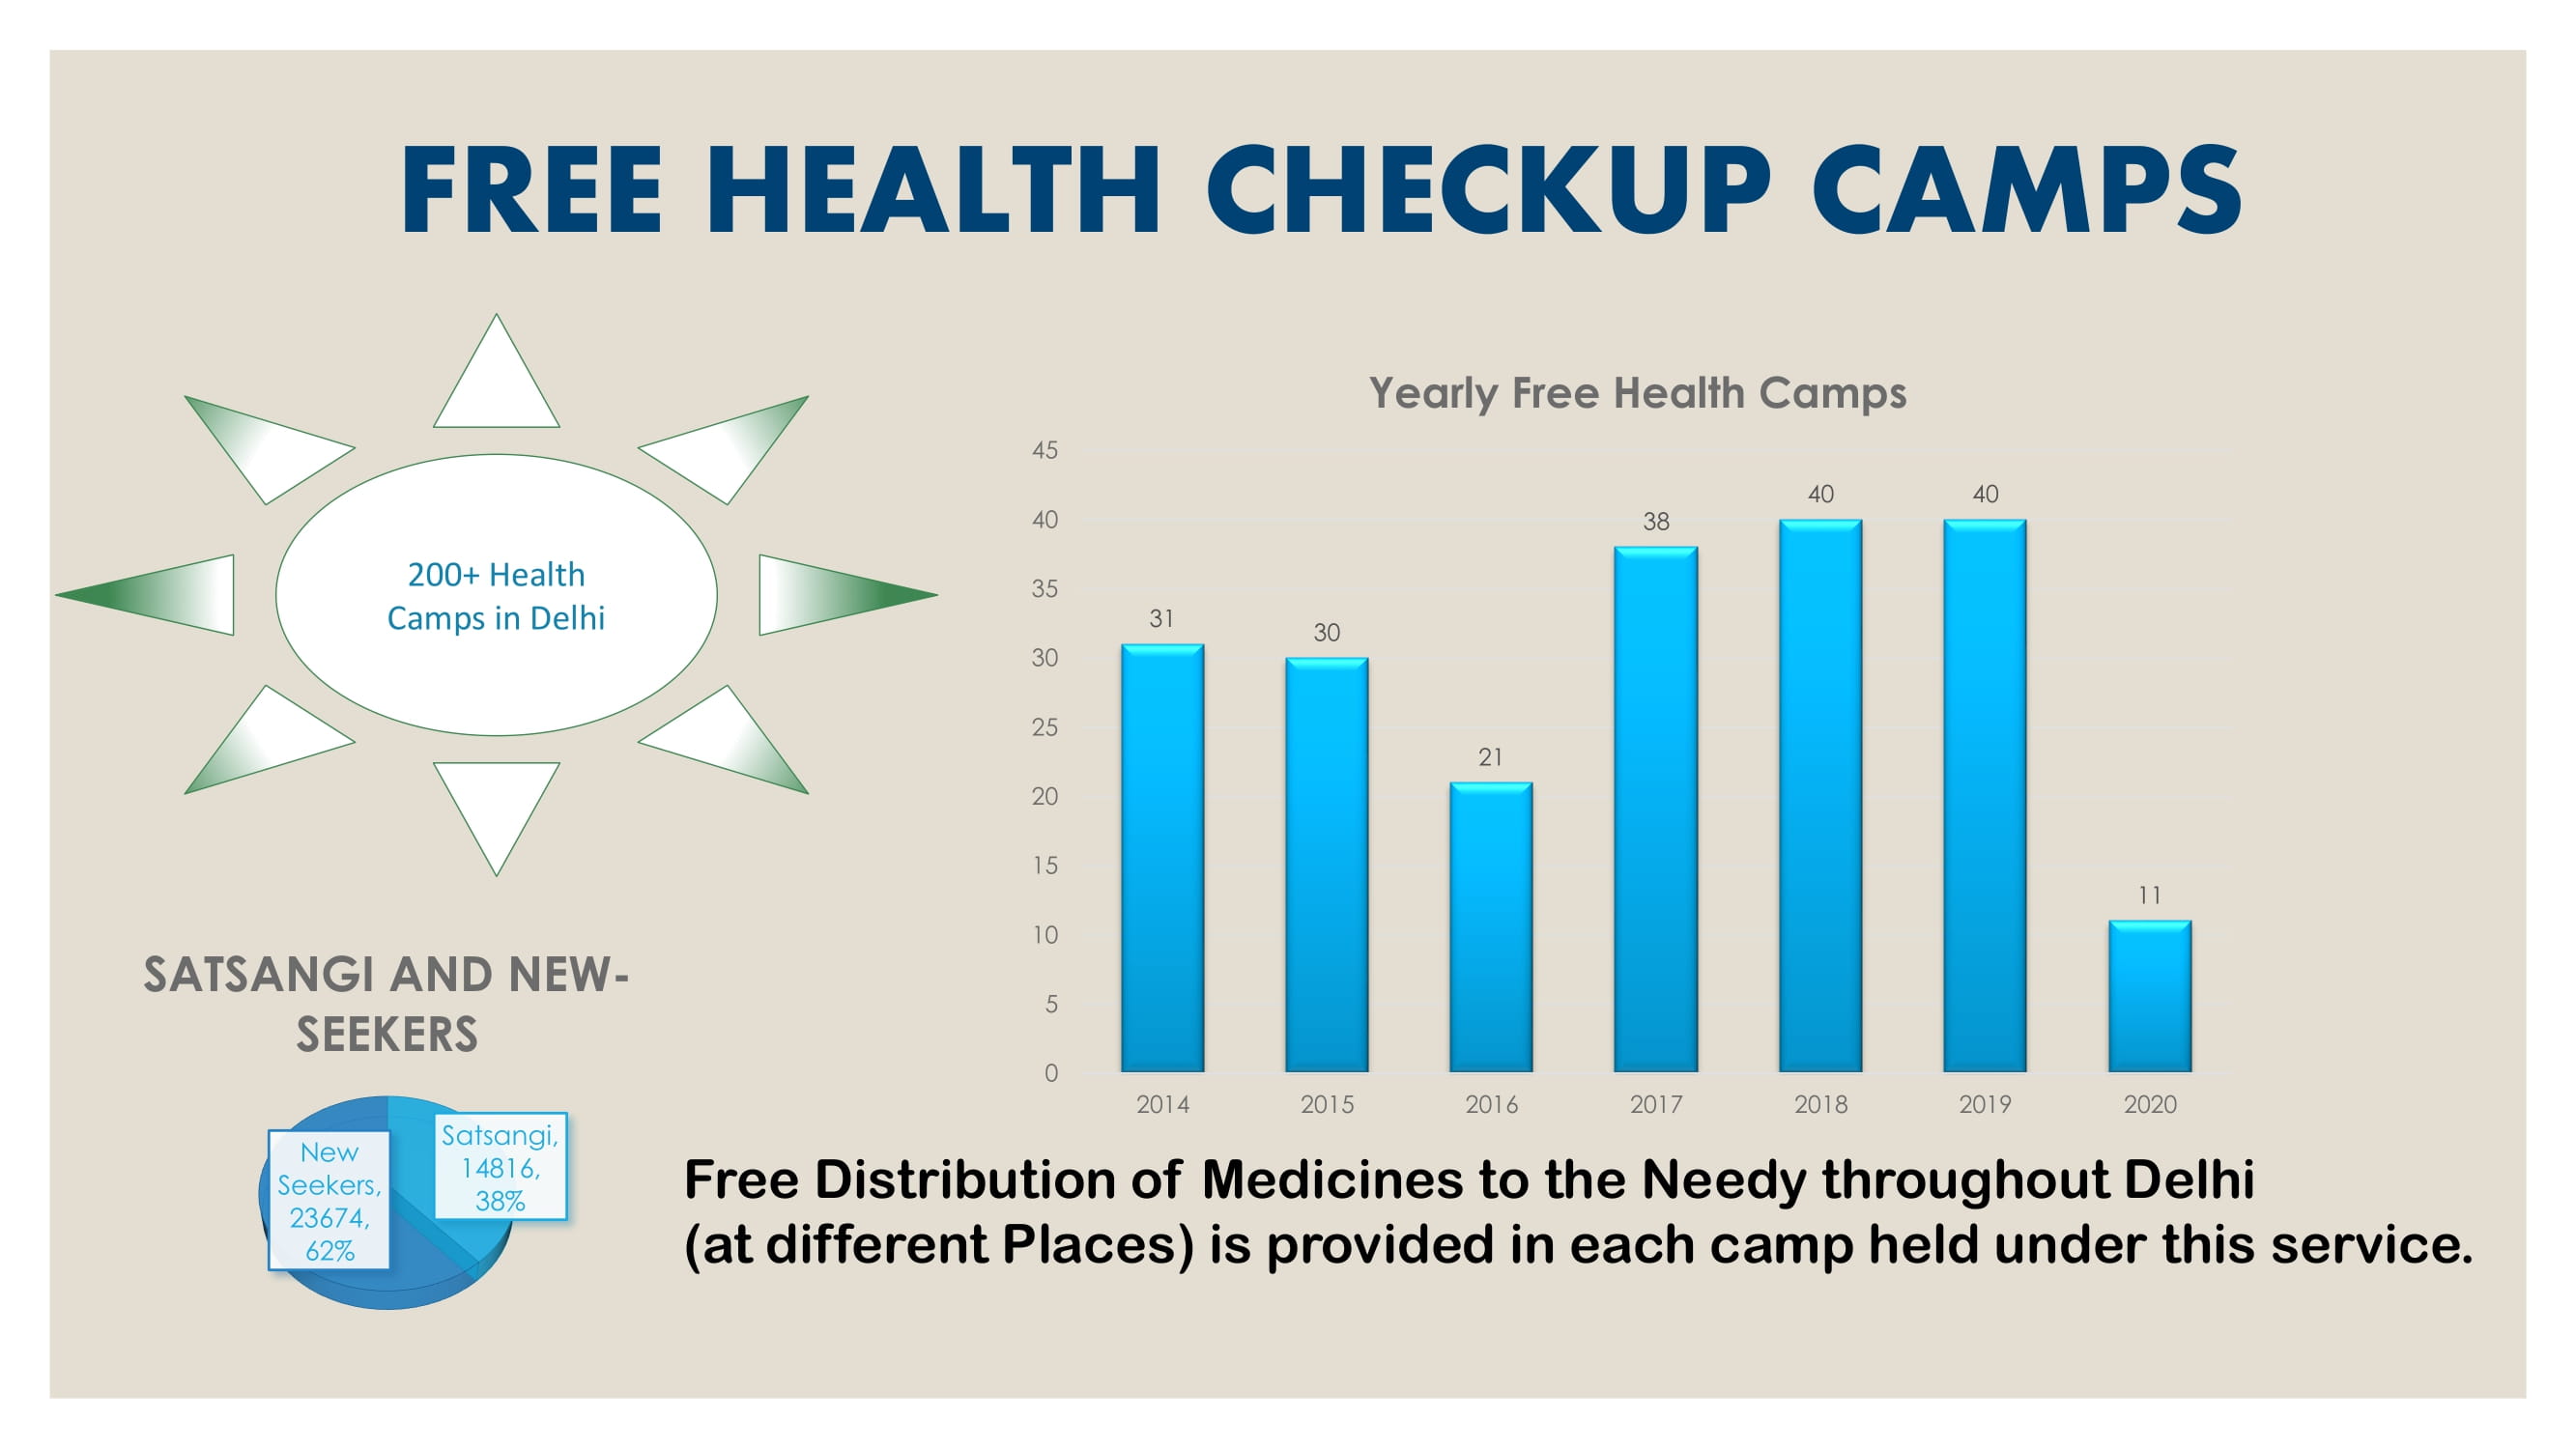 FREE HEALTH CHECKUP CAMPS
200+ Health
Camps in Delhi
Yearly Free Health Camps
45
40
35
30
25
20
15
10
5
0
31
30
21
38
40
40
11
2014
2015
2016
2017
2018
2019
2020
SATSANGI AND NEW-
SEEKERS
New
Seekers,
23674,
62%
Satsangi,
14816,
38%
Free Distribution of Medicines to the Needy throughout Delhi
(at different Places) is provided in each camp held under this service.